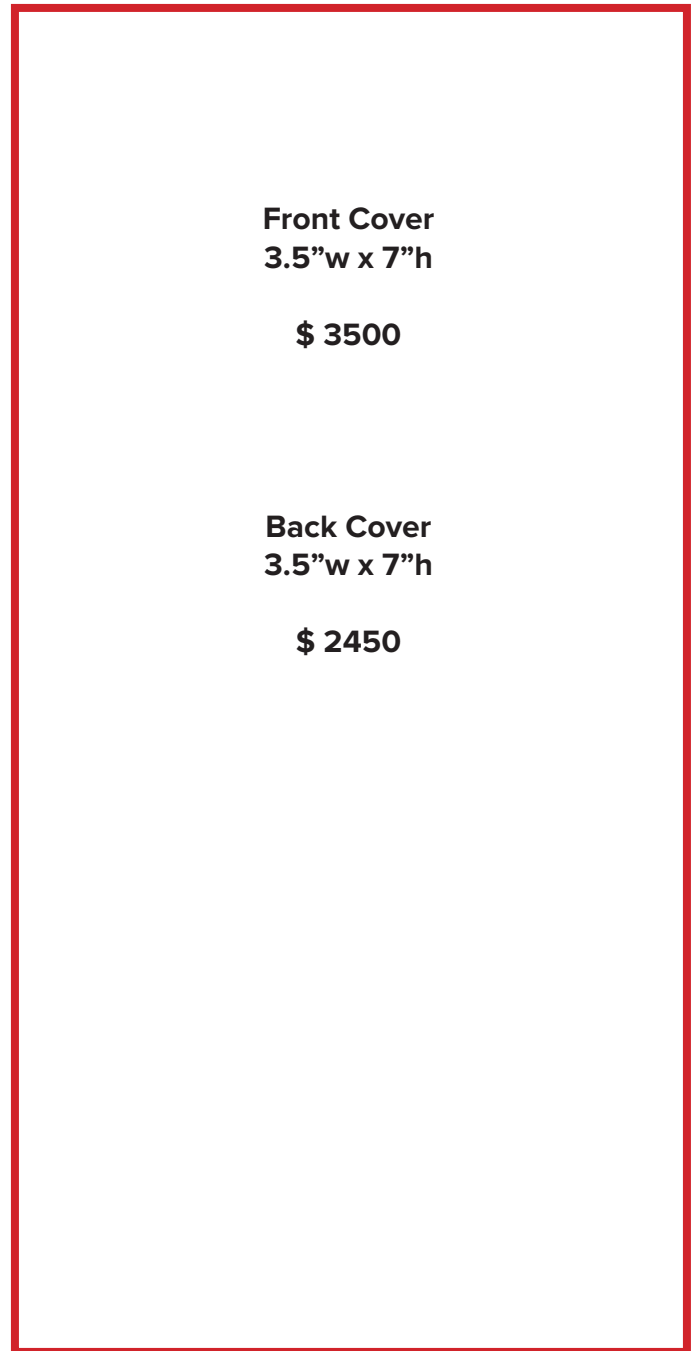 Front Cover
3.5”w x 7”h
$ 3500
Back Cover
3.5”w x 7”h
$ 2450